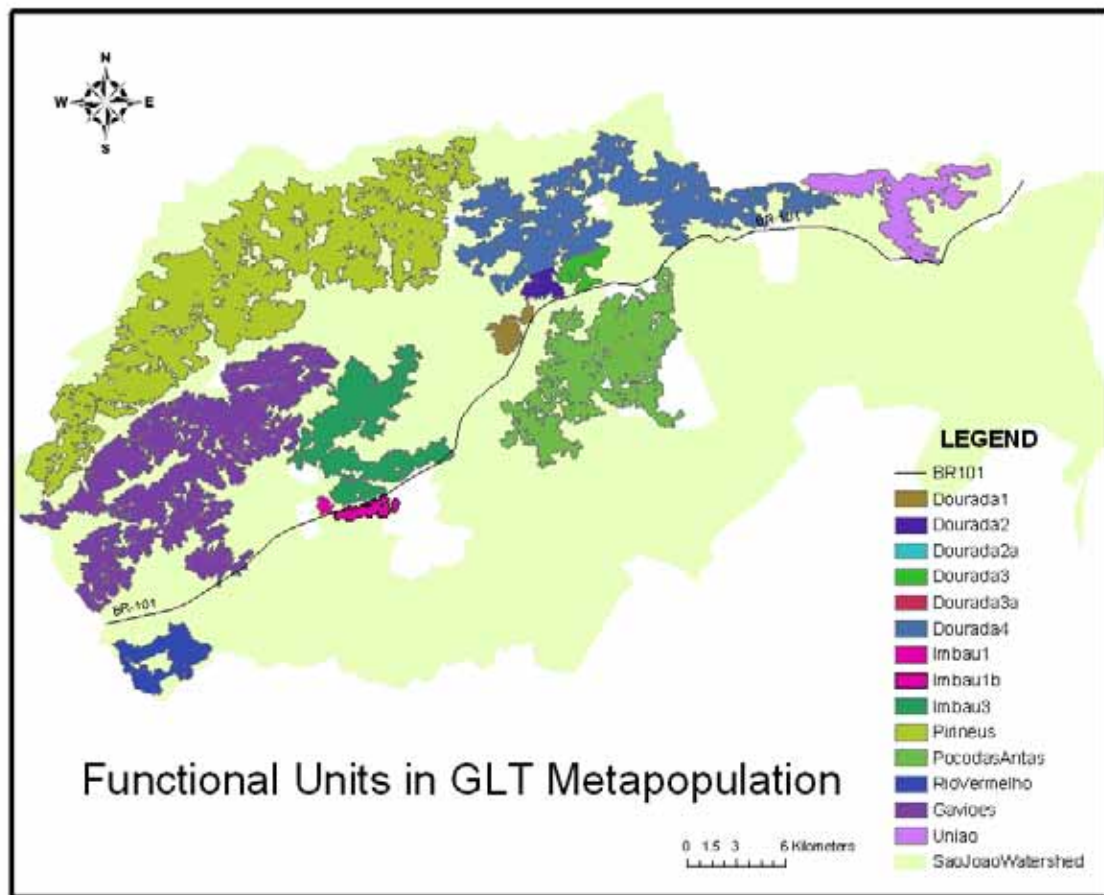 N
W E
S
BR-101
BR-101
LEGEND
BR101
Dourada1
Dourada2
Dourada2a
Dourada3
Dourada3a
Dourada4
Imbau1
Imbau1b
Imbau3
Pirineus
PocodasAntas
RioVermelho
Gavioes
Uniao
SaoJoaoWatershed
Functional Units in GLT Metapopulation
0 1.5 3 6 Kilometers